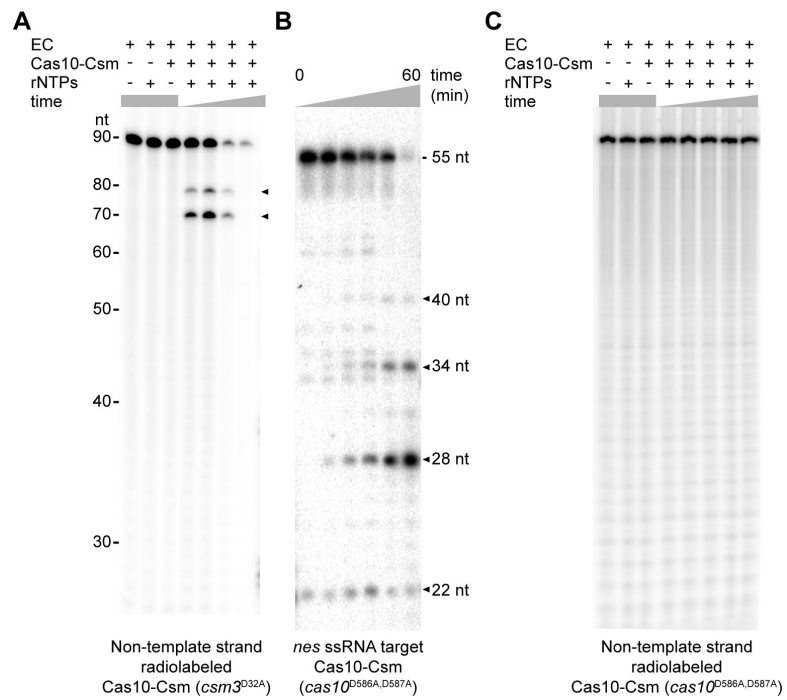 A
EC + + + + + + +
Cas10-Csm - - + + + + +
rNTPs - + - + + + +
time
nt
90-
80-
70-
60-
50-
40-
30-
Non-template strand
radiolabeled
Cas10-Csm (csm3D32A)
B
0 60 time
(min)
- 55 nt
40 nt
34 nt
28 nt
22 nt
nes ssRNA target
Cas10-Csm
(cas10D586A,D587A)
C
EC + + + + + + + +
Cas10-Csm - - + + + + + +
rNTPs - + - + + + + +
time
Non-template strand
radiolabeled
Cas10-Csm (cas10D586A,D587A)